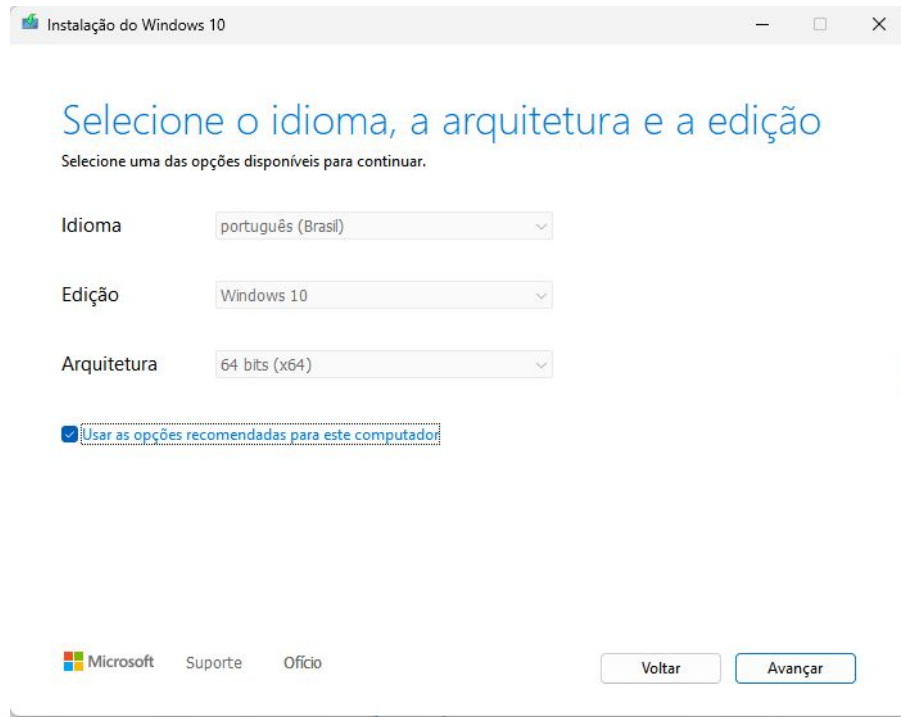 Instalação do Windows 10
Selecione o idioma, a arquitetura e a edição
Selecione uma das opções disponíveis para continuar.
Idioma português (Brasil)
Edição Windows 10
Arquitetura 64 bits (x64)
Usar as opções recomendadas para este computador
Microsoft Suporte Ofício Voltar Avançar